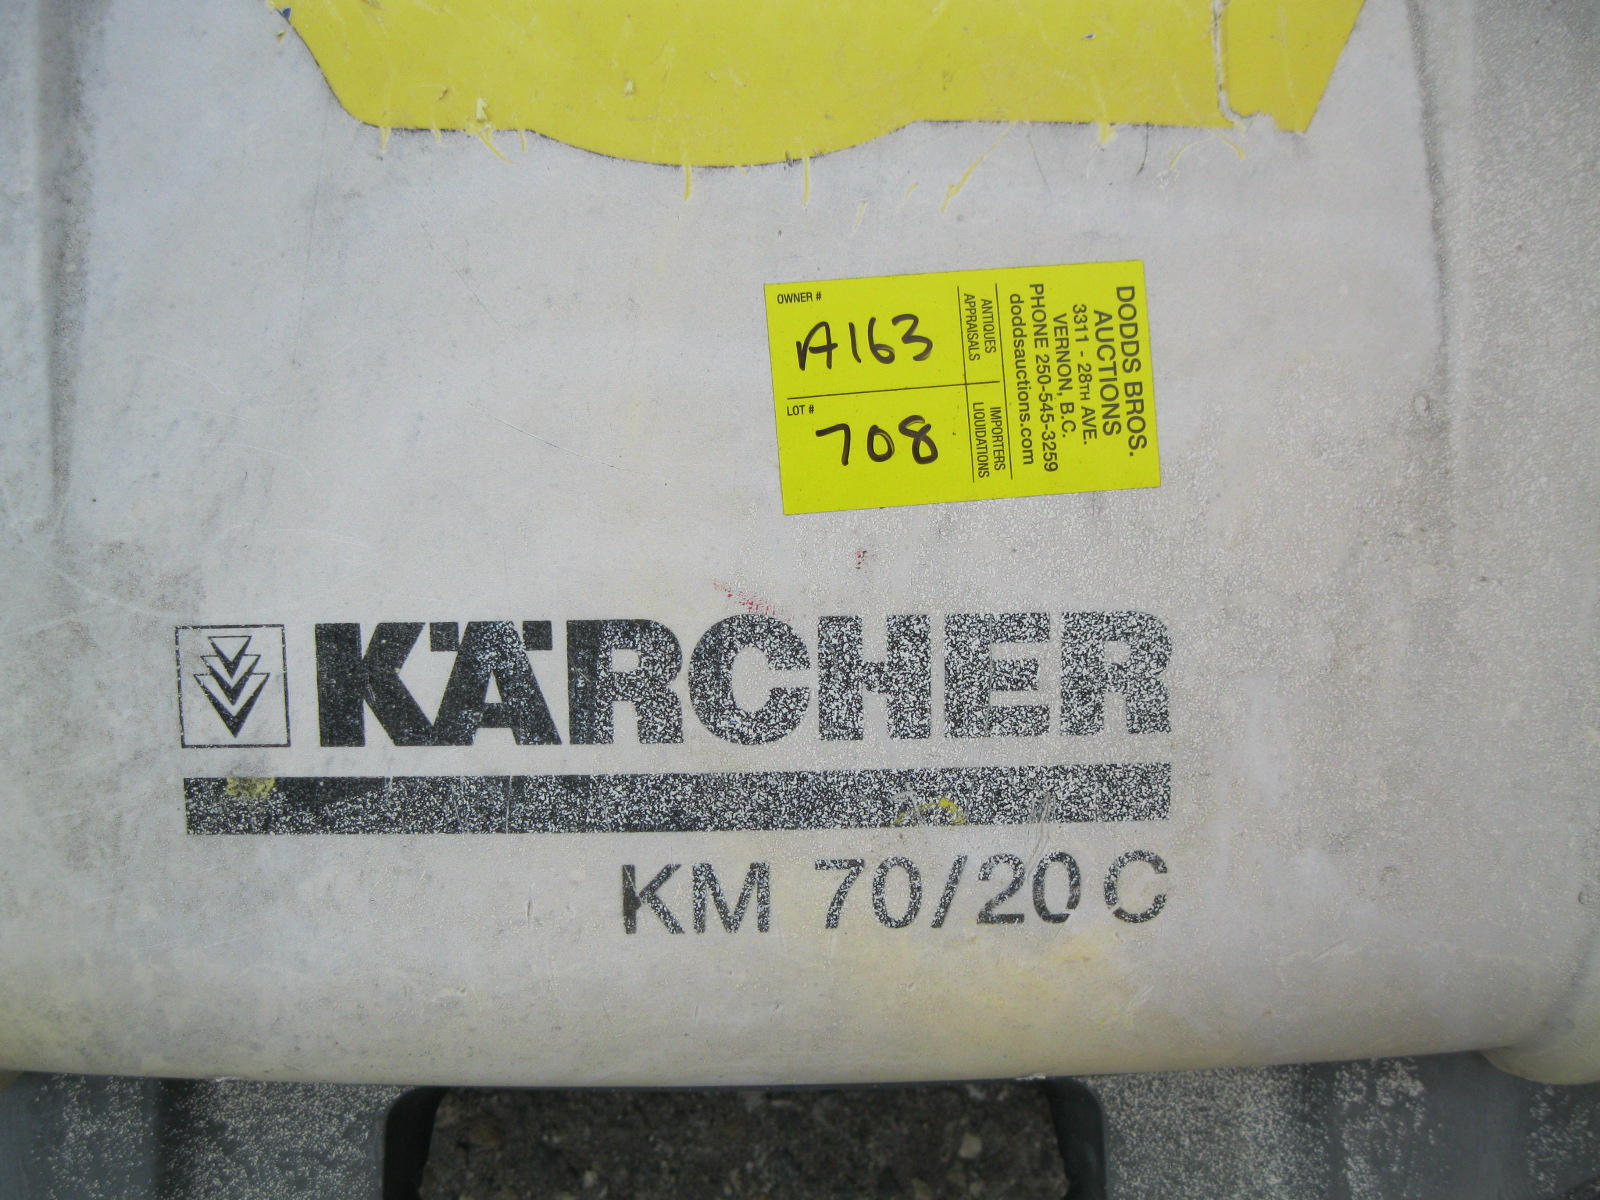 OWNER #
A163
LOT #
708
ANTIQUES
APPRAISALS
IMPORTERS
LIQUIDATIONS
DODDS BROS.
AUCTIONS
3311 - 28TH AVE.
VERNON, B.C.
PHONE 250-545-3259
doddsauctions.com
KÄRCHER
KM 70/20 C